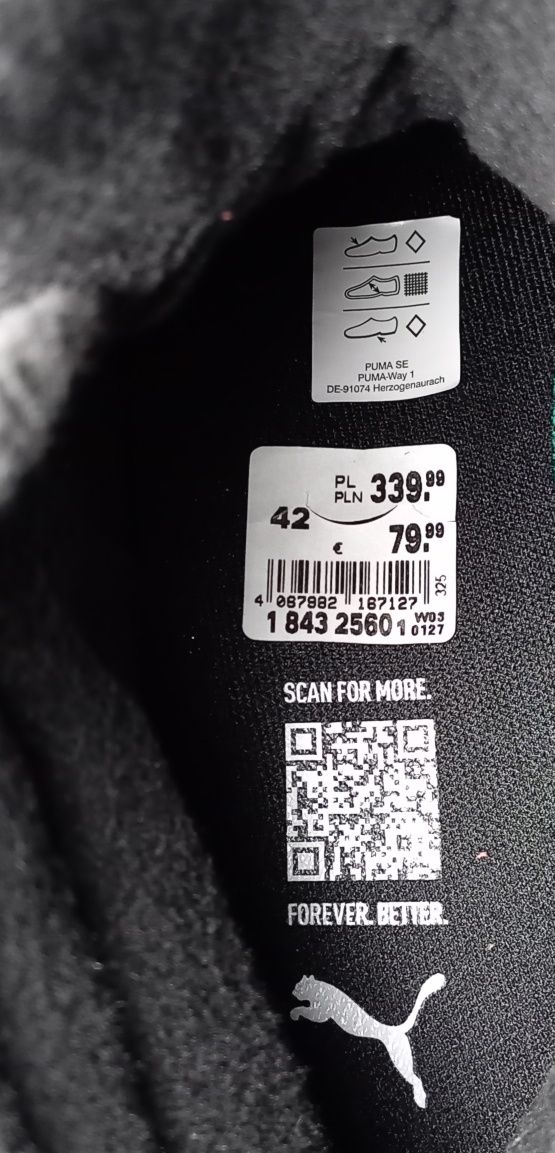 PUMA SE
PUMA-Way 1
DE-91074 Herzogenaurach
PL
PLN 339.99
42
€ 79.99
325
4 067982 167127
1 843 2560 1 W03
0127
SCAN FOR MORE.
FOREVER. BETTER.